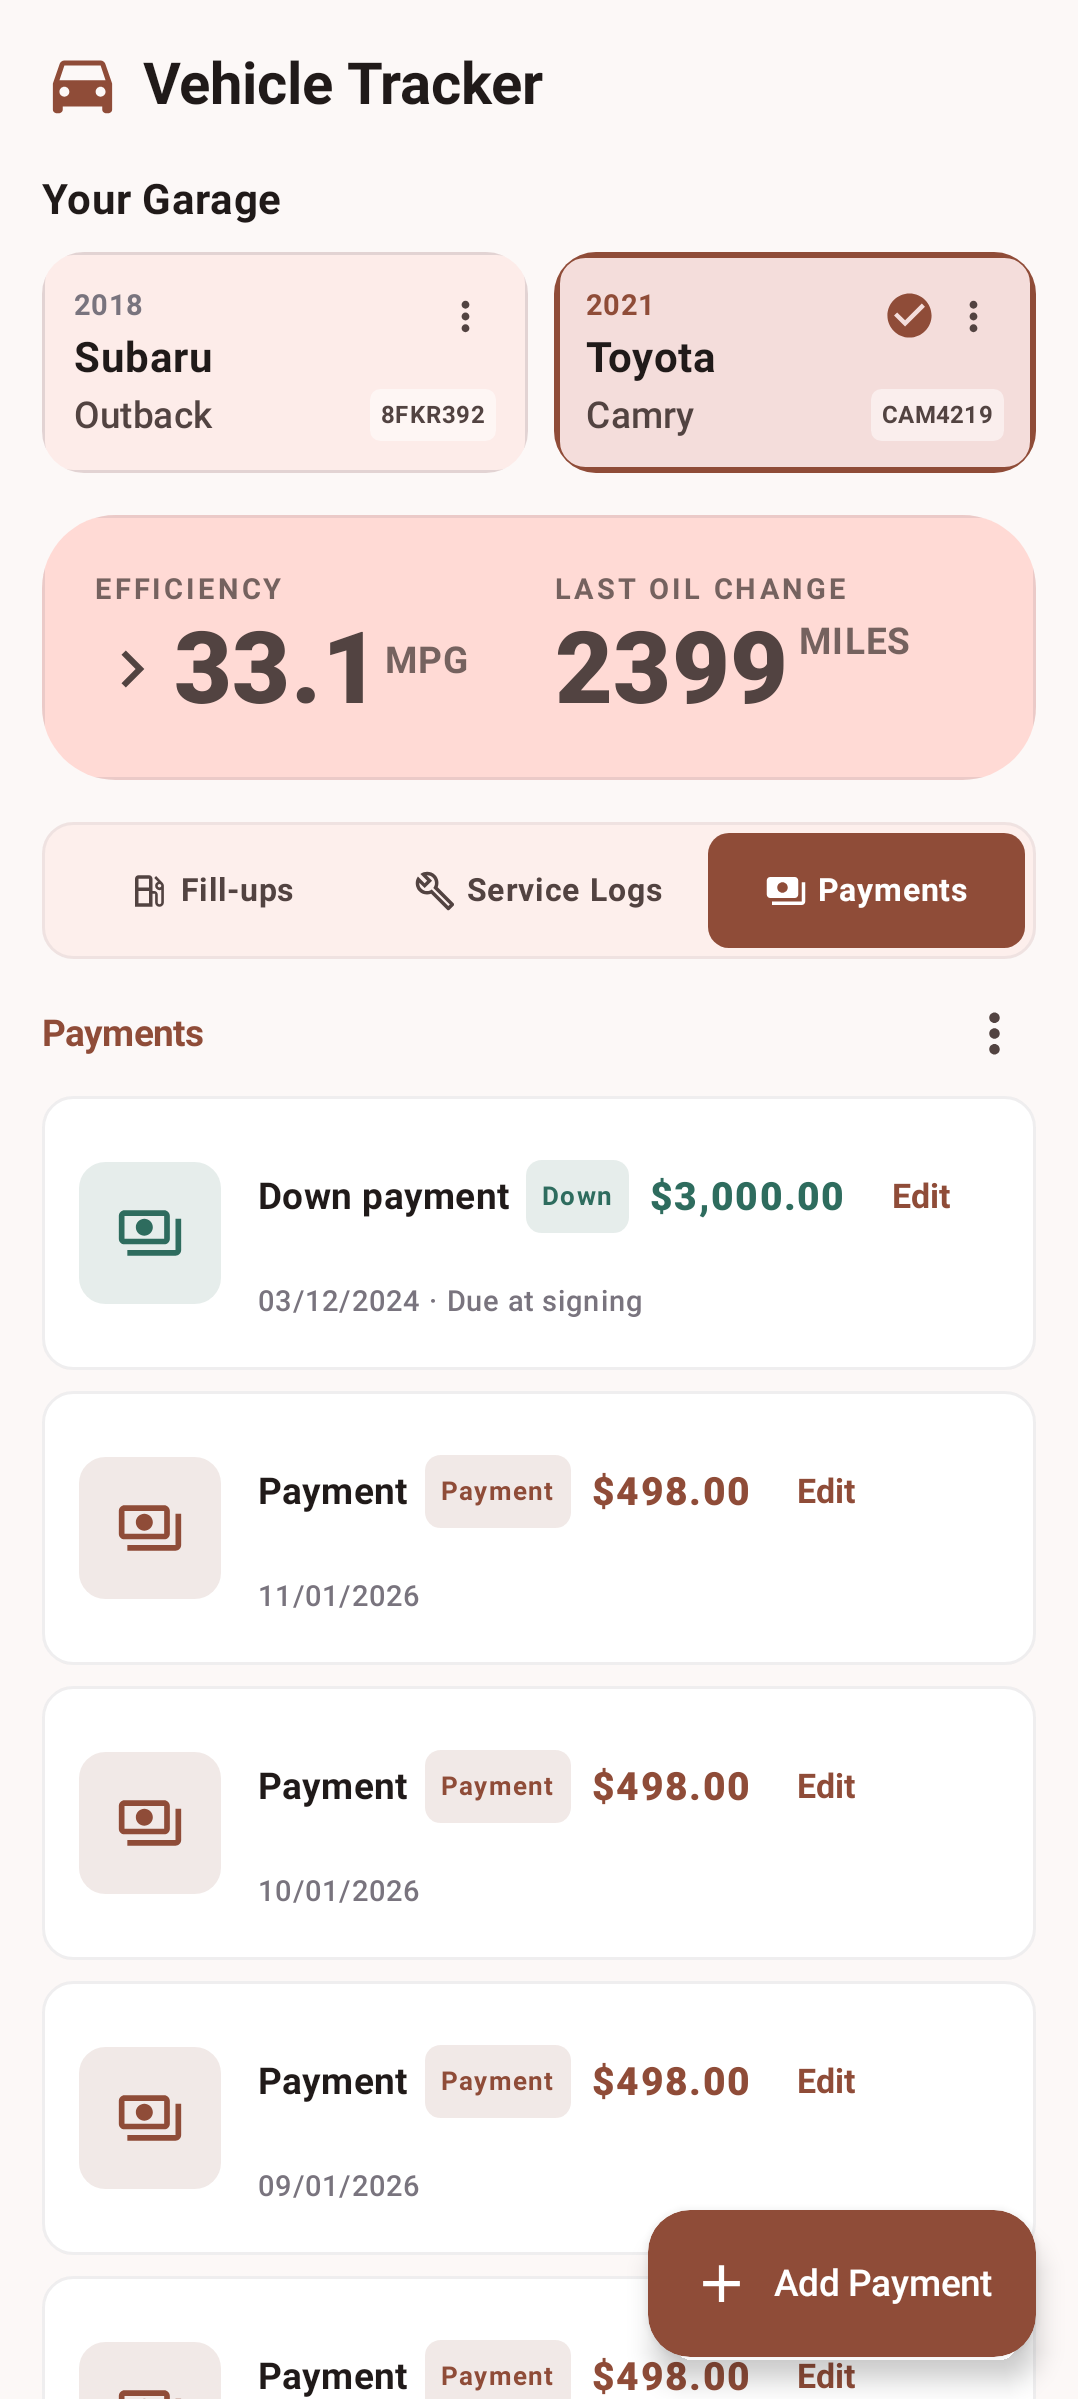 Vehicle Tracker
Your Garage
2018
Subaru
Outback
8FKR392
2021
Toyota
Camry
CAM4219
EFFICIENCY
33.1 MPG
LAST OIL CHANGE
2399 MILES
Fill-ups
Service Logs
Payments
Payments
Down payment Down $3,000.00 Edit
03/12/2024 · Due at signing
Payment Payment $498.00 Edit
11/01/2026
Payment Payment $498.00 Edit
10/01/2026
Payment Payment $498.00 Edit
09/01/2026
Add Payment
Payment Payment $498.00 Edit